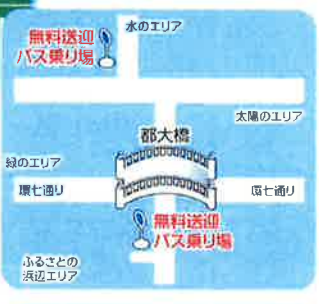 水のエリア
無料送迎
バス乗り場
太陽のエリア
都大橋
緑のエリア
環七通り
環七通り
無料送迎
バス乗り場
ふるさとの
浜辺エリア